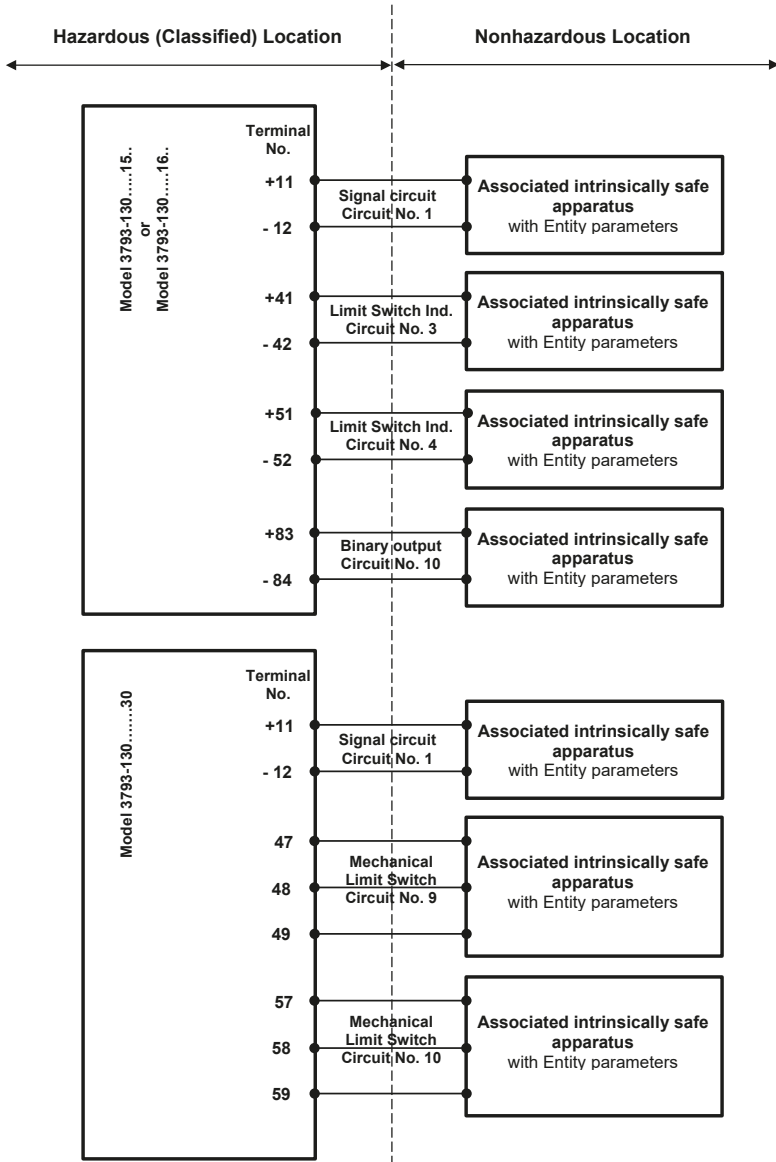 Hazardous (Classified) Location
Nonhazardous Location
Model 3793-130.....15..
or
Model 3793-130.....16..
Terminal
No.
+11
- 12
Signal circuit
Circuit No. 1
Associated intrinsically safe
apparatus
with Entity parameters
+41
- 42
Limit Switch Ind.
Circuit No. 3
Associated intrinsically safe
apparatus
with Entity parameters
+51
- 52
Limit Switch Ind.
Circuit No. 4
Associated intrinsically safe
apparatus
with Entity parameters
+83
- 84
Binary output
Circuit No. 10
Associated intrinsically safe
apparatus
with Entity parameters
Model 3793-130........30
Terminal
No.
+11
- 12
Signal circuit
Circuit No. 1
Associated intrinsically safe
apparatus
with Entity parameters
47
48
49
Mechanical
Limit Switch
Circuit No. 9
Associated intrinsically safe
apparatus
with Entity parameters
57
58
59
Mechanical
Limit Switch
Circuit No. 10
Associated intrinsically safe
apparatus
with Entity parameters